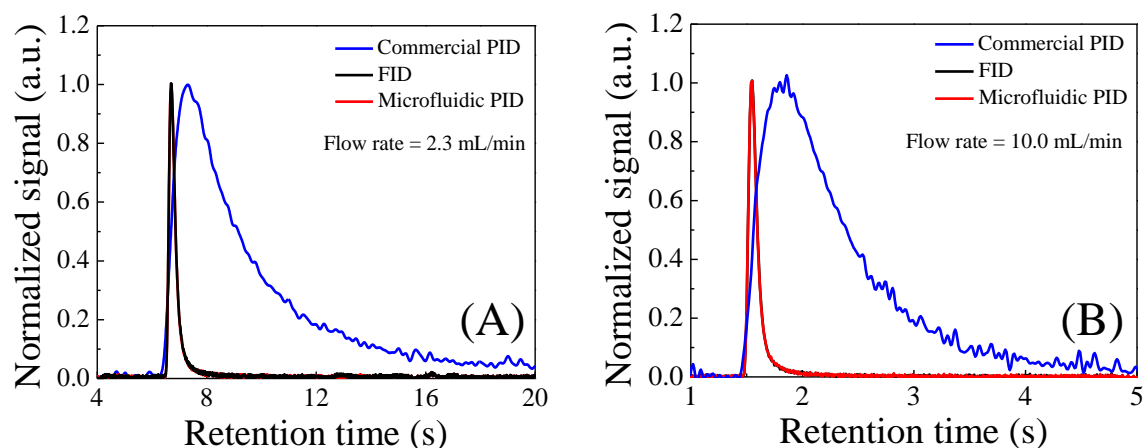 Normalized signal (a.u.)
1.2
1.0
0.8
0.6
0.4
0.2
0.0
Commercial PID
FID
Microfluidic PID
Flow rate = 2.3 mL/min
(A)
4 8 12 16 20
Retention time (s)
Normalized signal (a.u.)
1.2
1.0
0.8
0.6
0.4
0.2
0.0
Commercial PID
FID
Microfluidic PID
Flow rate = 10.0 mL/min
(B)
1 2 3 4 5
Retention time (s)